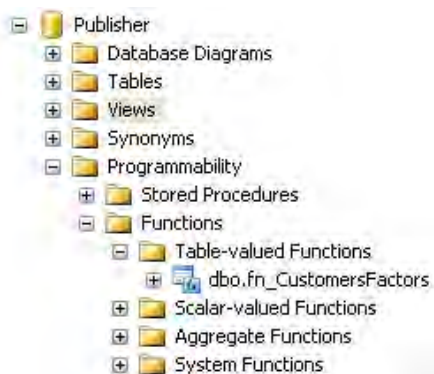 Publisher
Database Diagrams
Tables
Views
Synonyms
Programmability
Stored Procedures
Functions
Table-valued Functions
dbo.fn_CustomersFactors
Scalar-valued Functions
Aggregate Functions
System Functions